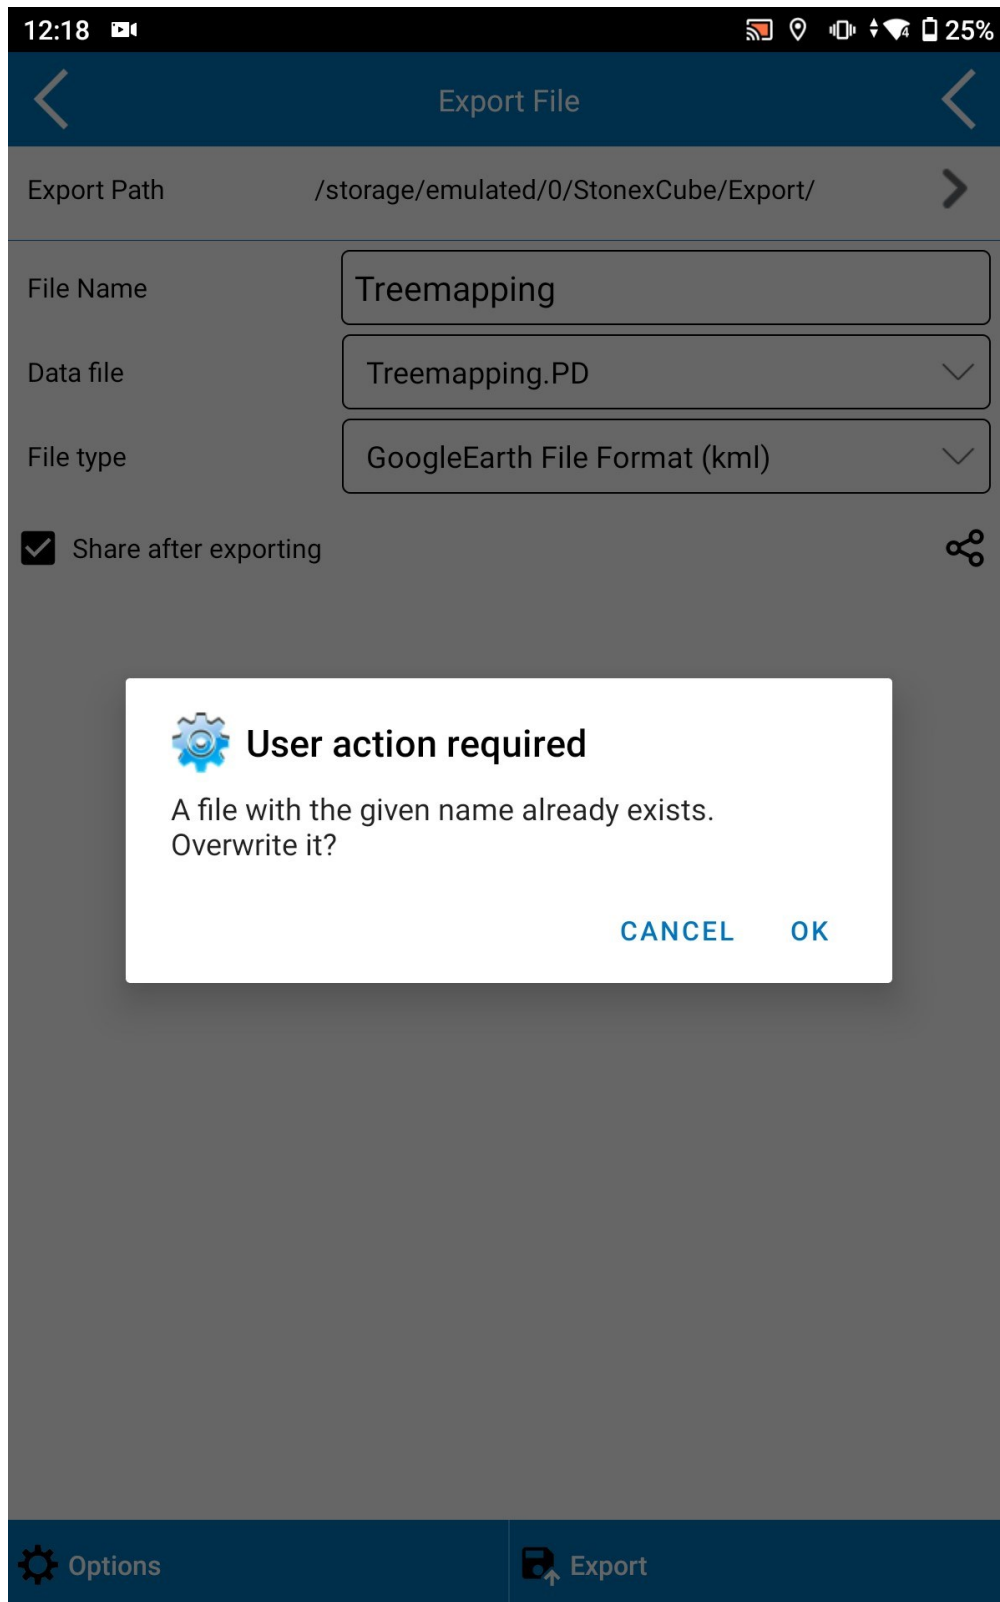 12:18 4 25%
Export File
Export Path /storage/emulated/0/StonexCube/Export/
File Name Treemapping
Data file Treemapping.PD
File type GoogleEarth File Format (kml)
Share after exporting
User action required
A file with the given name already exists.
Overwrite it?
CANCEL OK
Options Export